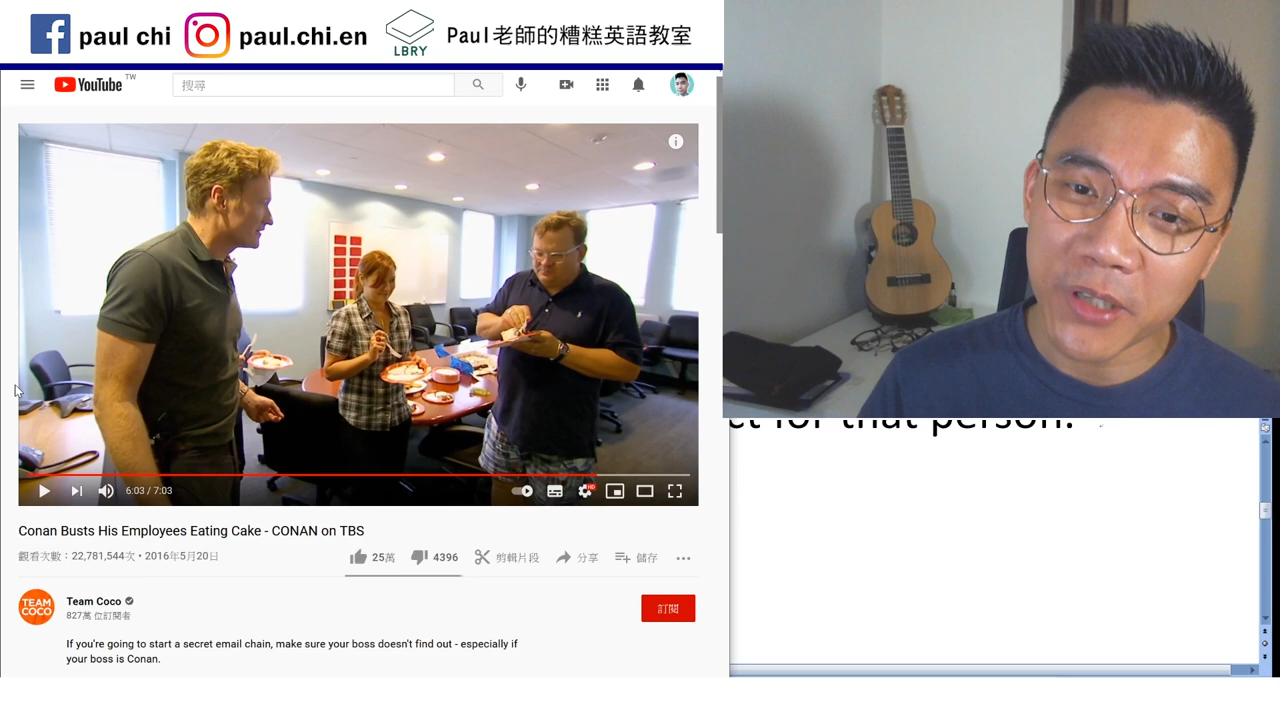 paul chi
paul.chi.en
LBRY
Paul老師的糟糕英語教室
YouTube TW
搜尋
6:03 / 7:03
HD
Conan Busts His Employees Eating Cake - CONAN on TBS
觀看次數：22,781,544次 • 2016年5月20日
25萬
4396
剪輯片段
分享
儲存
TEAM COCO
Team Coco
827萬 位訂閱者
訂閱
If you're going to start a secret email chain, make sure your boss doesn't find out - especially if
your boss is Conan.
for that person.